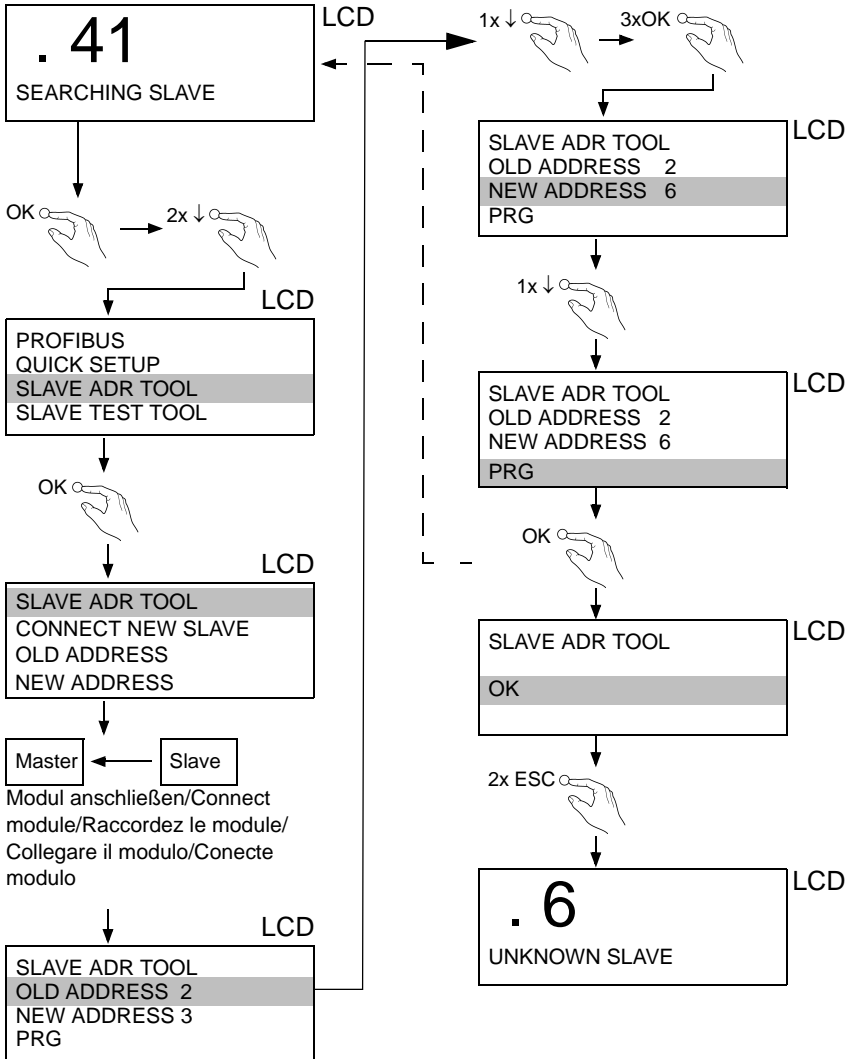 LCD
. 41
SEARCHING SLAVE
OK
2x ↓
LCD
PROFIBUS
QUICK SETUP
SLAVE ADR TOOL
SLAVE TEST TOOL
OK
LCD
SLAVE ADR TOOL
CONNECT NEW SLAVE
OLD ADDRESS
NEW ADDRESS
Master
Slave
Modul anschließen/Connect
module/Raccordez le module/
Collegare il modulo/Conecte
modulo
LCD
SLAVE ADR TOOL
OLD ADDRESS 2
NEW ADDRESS 3
PRG
1x ↓
3xOK
LCD
SLAVE ADR TOOL
OLD ADDRESS 2
NEW ADDRESS 6
PRG
1x ↓
LCD
SLAVE ADR TOOL
OLD ADDRESS 2
NEW ADDRESS 6
PRG
OK
LCD
SLAVE ADR TOOL
OK
2x ESC
LCD
. 6
UNKNOWN SLAVE